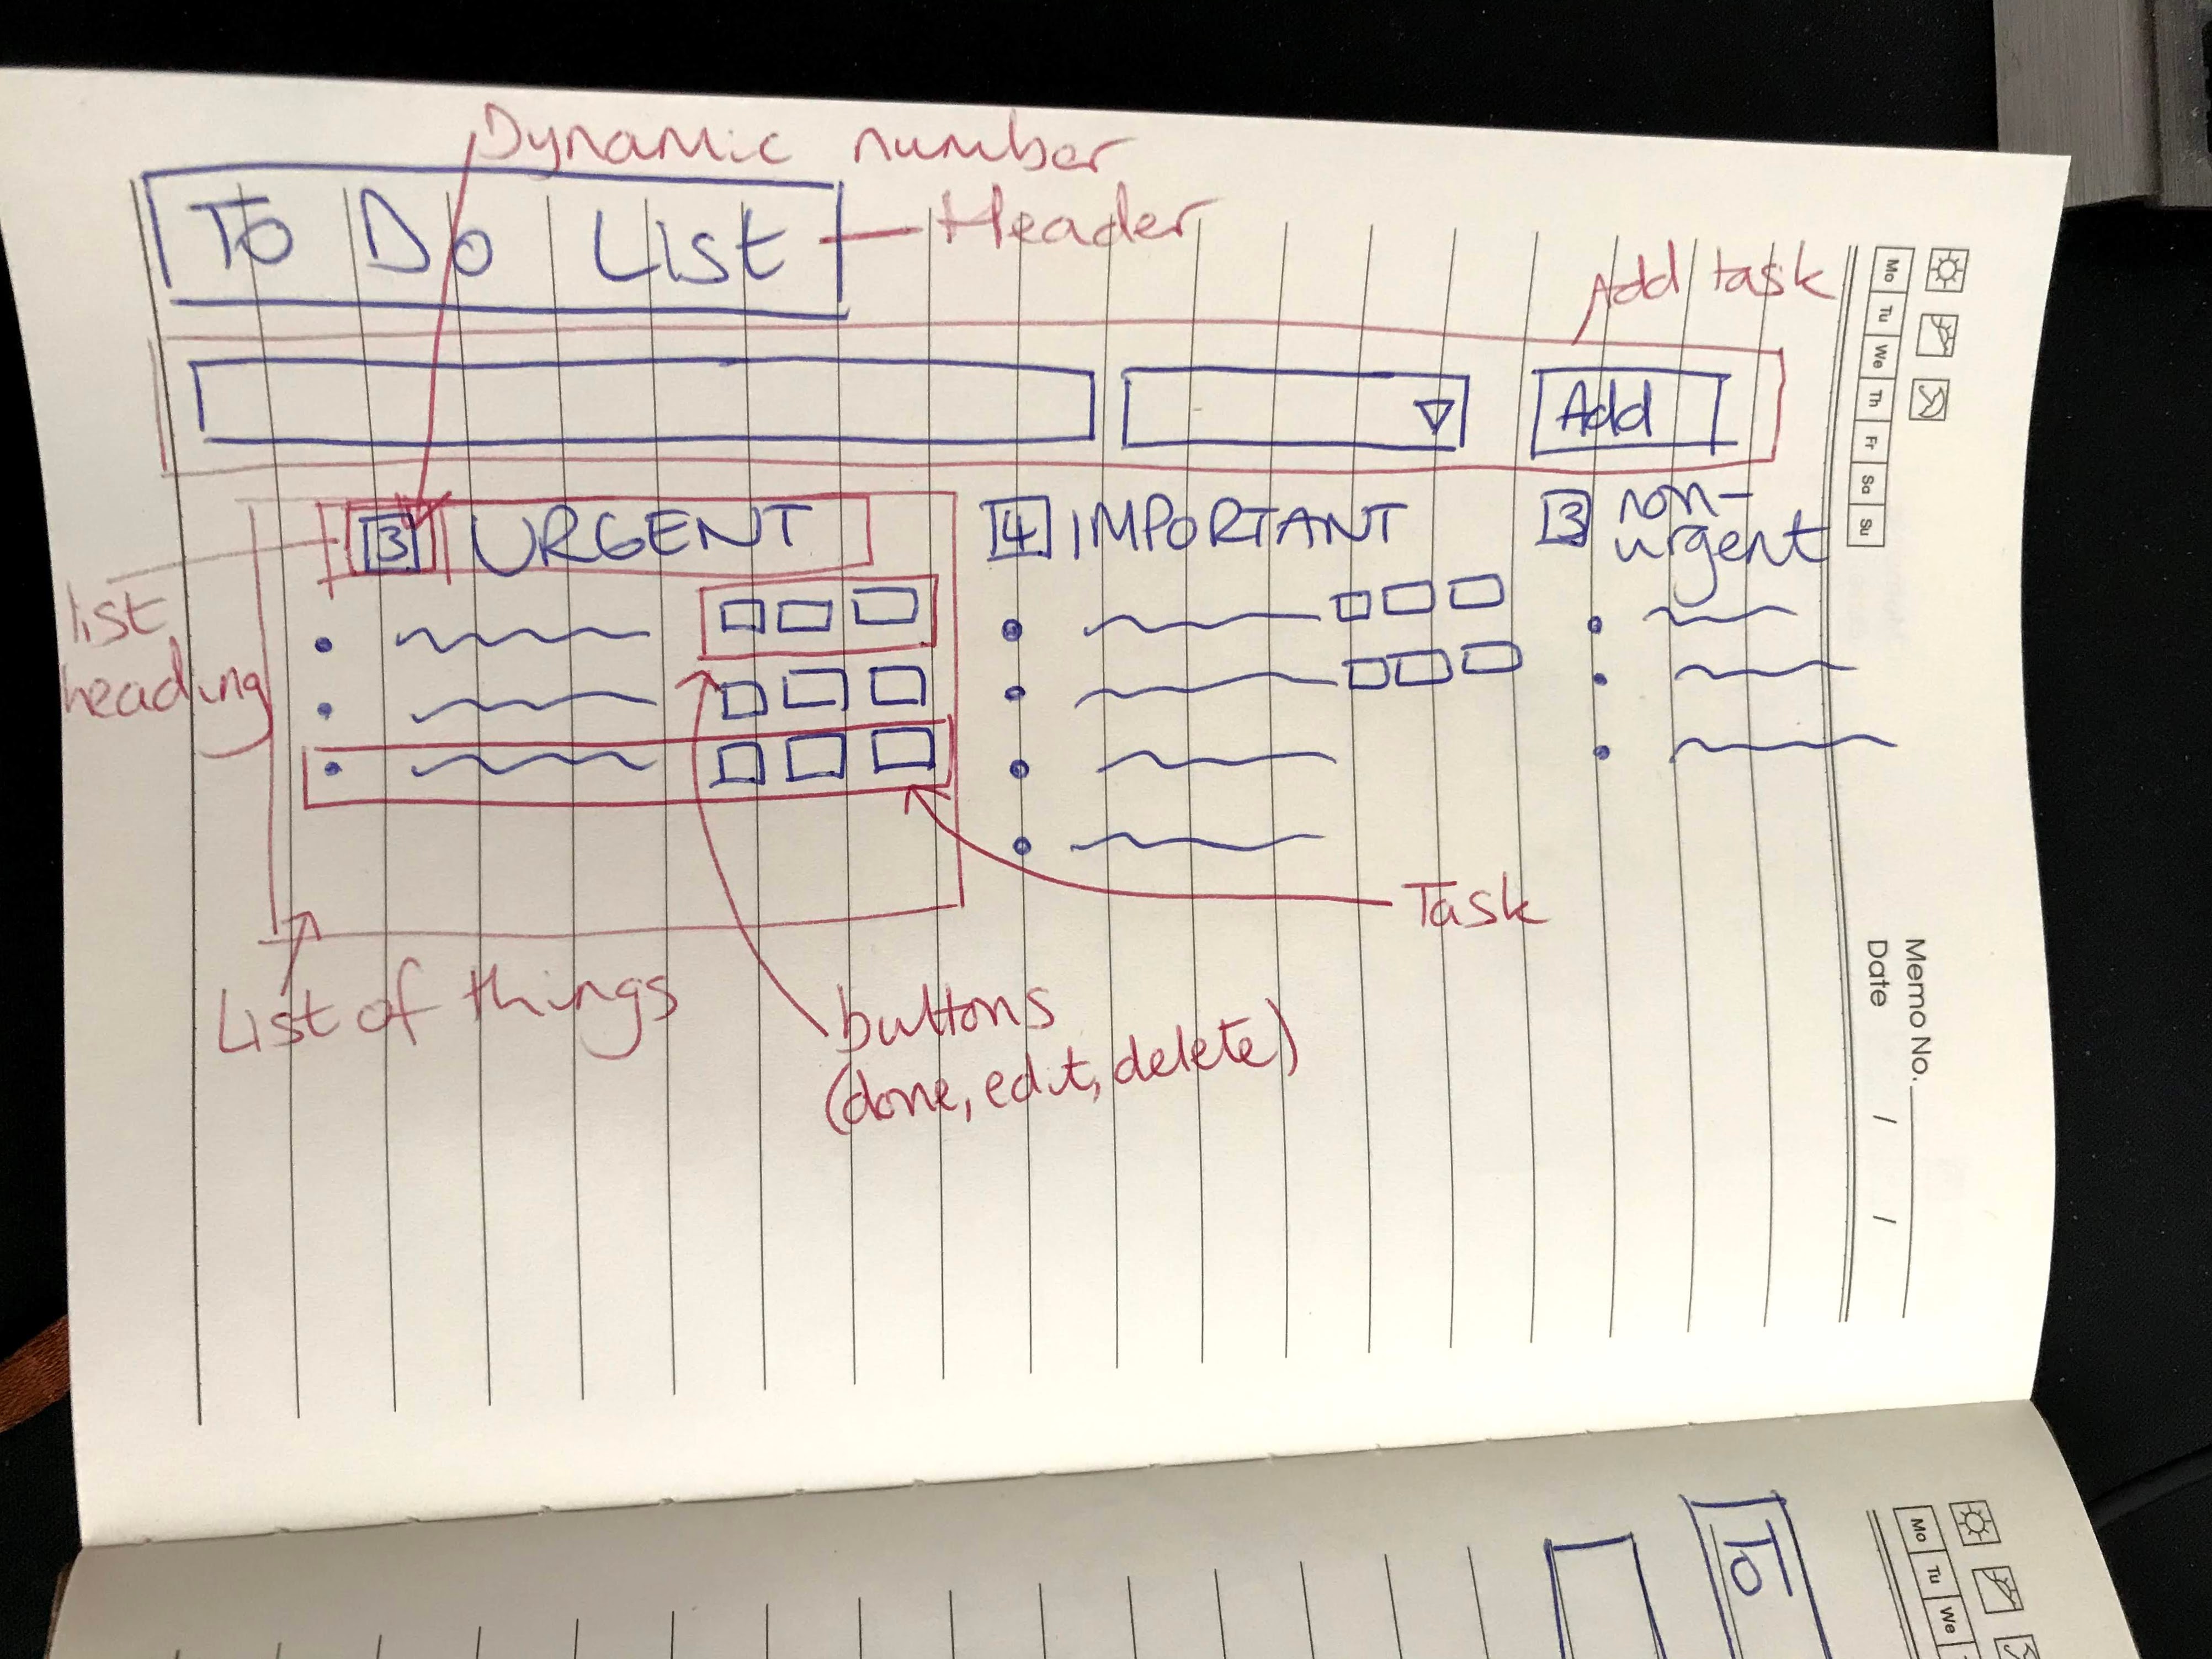 Dynamic number
To Do List
Header
Add task
Add
3 URGENT
4 IMPORTANT
3 non-
urgent
list
heading
Task
List of things
buttons
(done, edit, delete)
Mo Tu We Th Fr Sa Su
Memo No.
Date / /
To
Mo Tu We